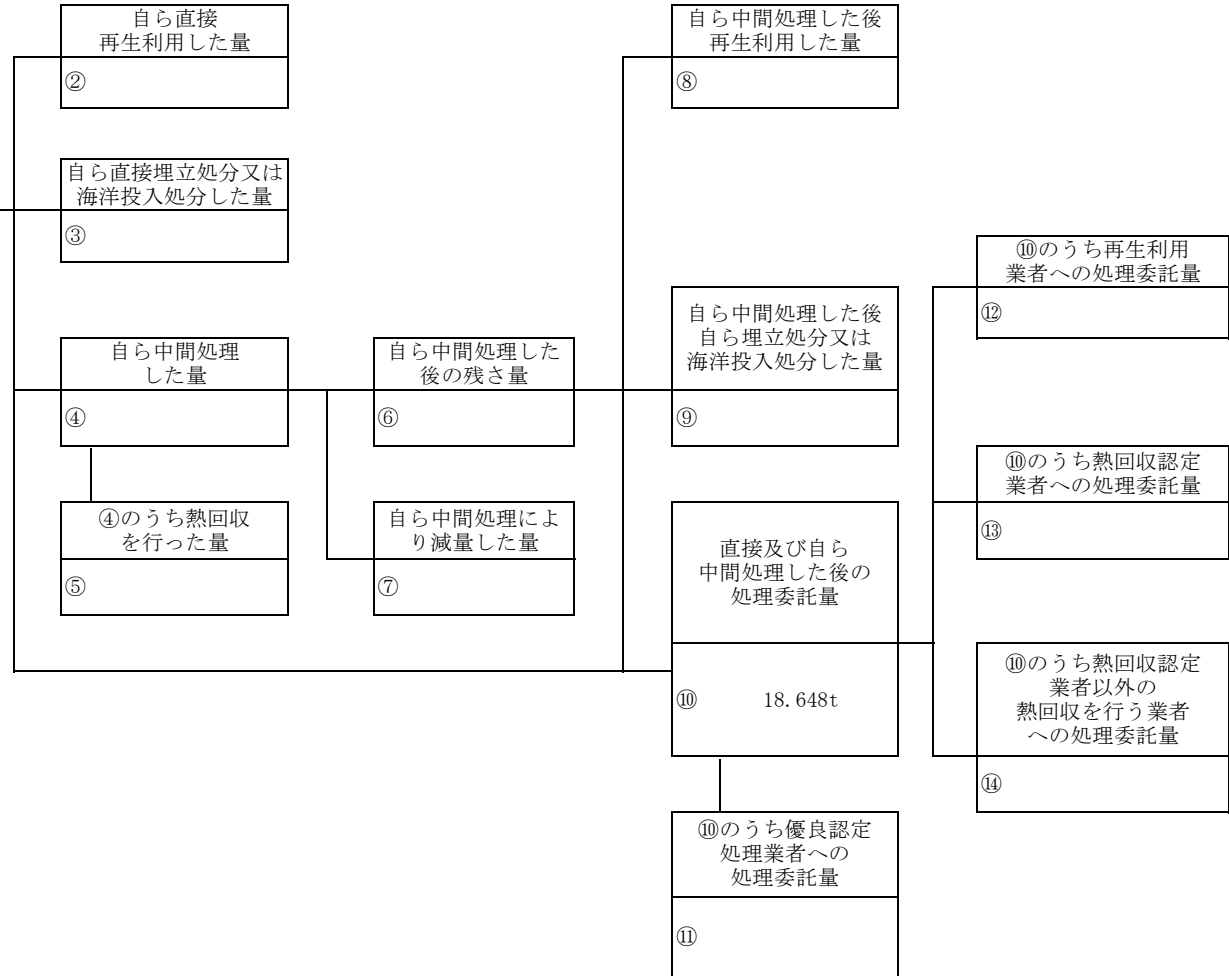 自ら直接
再生利用した量
②
自ら中間処理した後
再生利用した量
⑧
自ら直接埋立処分又は
海洋投入処分した量
③
⑩のうち再生利用
業者への処理委託量
⑫
自ら中間処理
した量
④
自ら中間処理した
後の残さ量
⑥
自ら中間処理した後
自ら埋立処分又は
海洋投入処分した量
⑨
⑩のうち熱回収認定
業者への処理委託量
⑬
④のうち熱回収
を行った量
⑤
自ら中間処理によ
り減量した量
⑦
直接及び自ら
中間処理した後の
処理委託量
⑩ 18.648t
⑩のうち熱回収認定
業者以外の
熱回収を行う業者
への処理委託量
⑭
⑩のうち優良認定
処理業者への
処理委託量
⑪